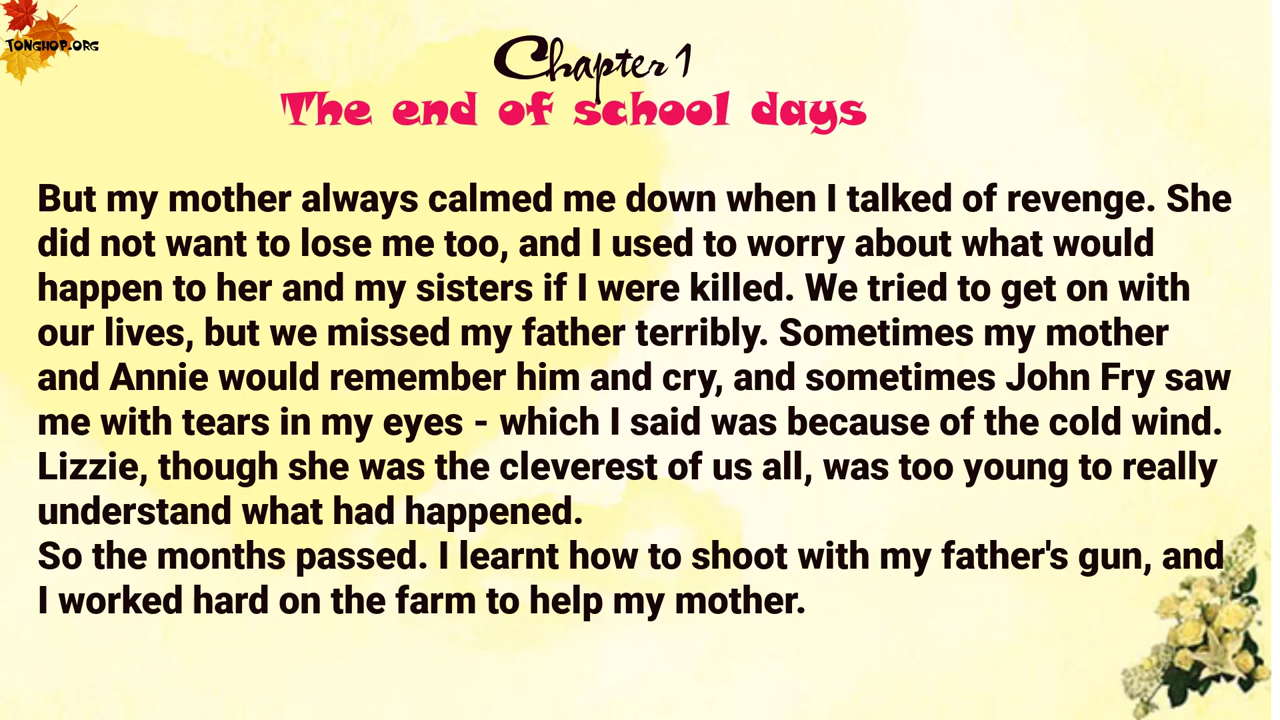 TONGHOP.ORG
Chapter 1
The end of school days
But my mother always calmed me down when I talked of revenge. She
did not want to lose me too, and I used to worry about what would
happen to her and my sisters if I were killed. We tried to get on with
our lives, but we missed my father terribly. Sometimes my mother
and Annie would remember him and cry, and sometimes John Fry saw
me with tears in my eyes - which I said was because of the cold wind.
Lizzie, though she was the cleverest of us all, was too young to really
understand what had happened.
So the months passed. I learnt how to shoot with my father's gun, and
I worked hard on the farm to help my mother.